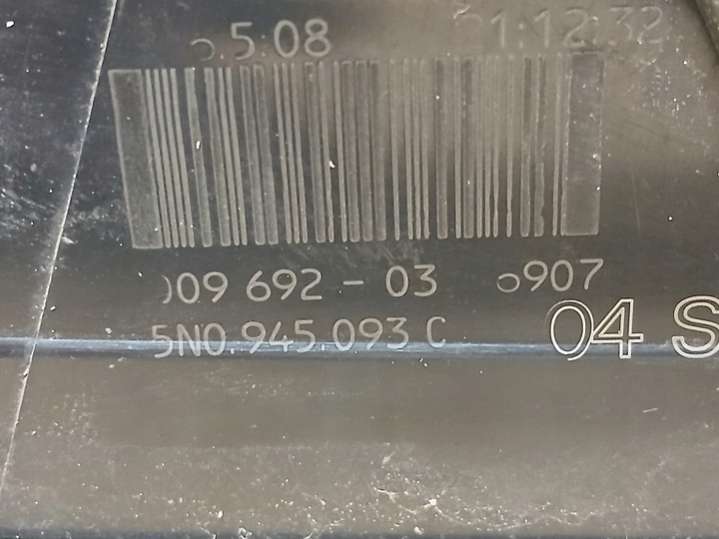 .5:08 1:12:32
09 692 - 03 907
5N0.945.093 C
04 S